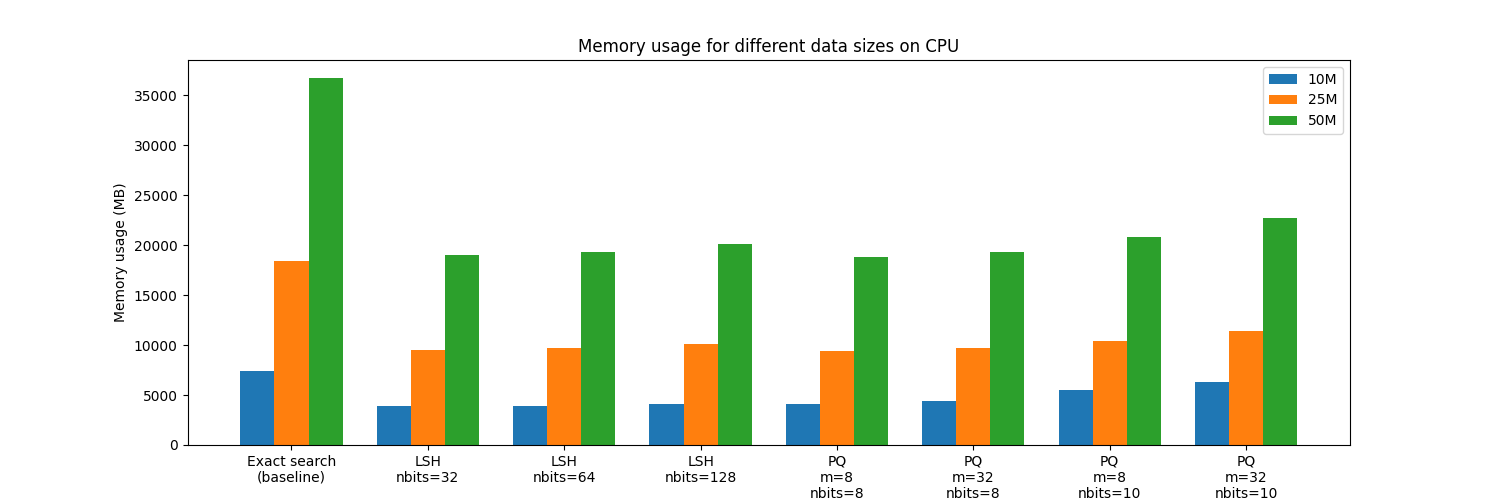 Memory usage for different data sizes on CPU
10M
25M
50M
Memory usage (MB)
35000
30000
25000
20000
15000
10000
5000
0
Exact search
(baseline)
LSH
nbits=32
LSH
nbits=64
LSH
nbits=128
PQ
m=8
nbits=8
PQ
m=32
nbits=8
PQ
m=8
nbits=10
PQ
m=32
nbits=10